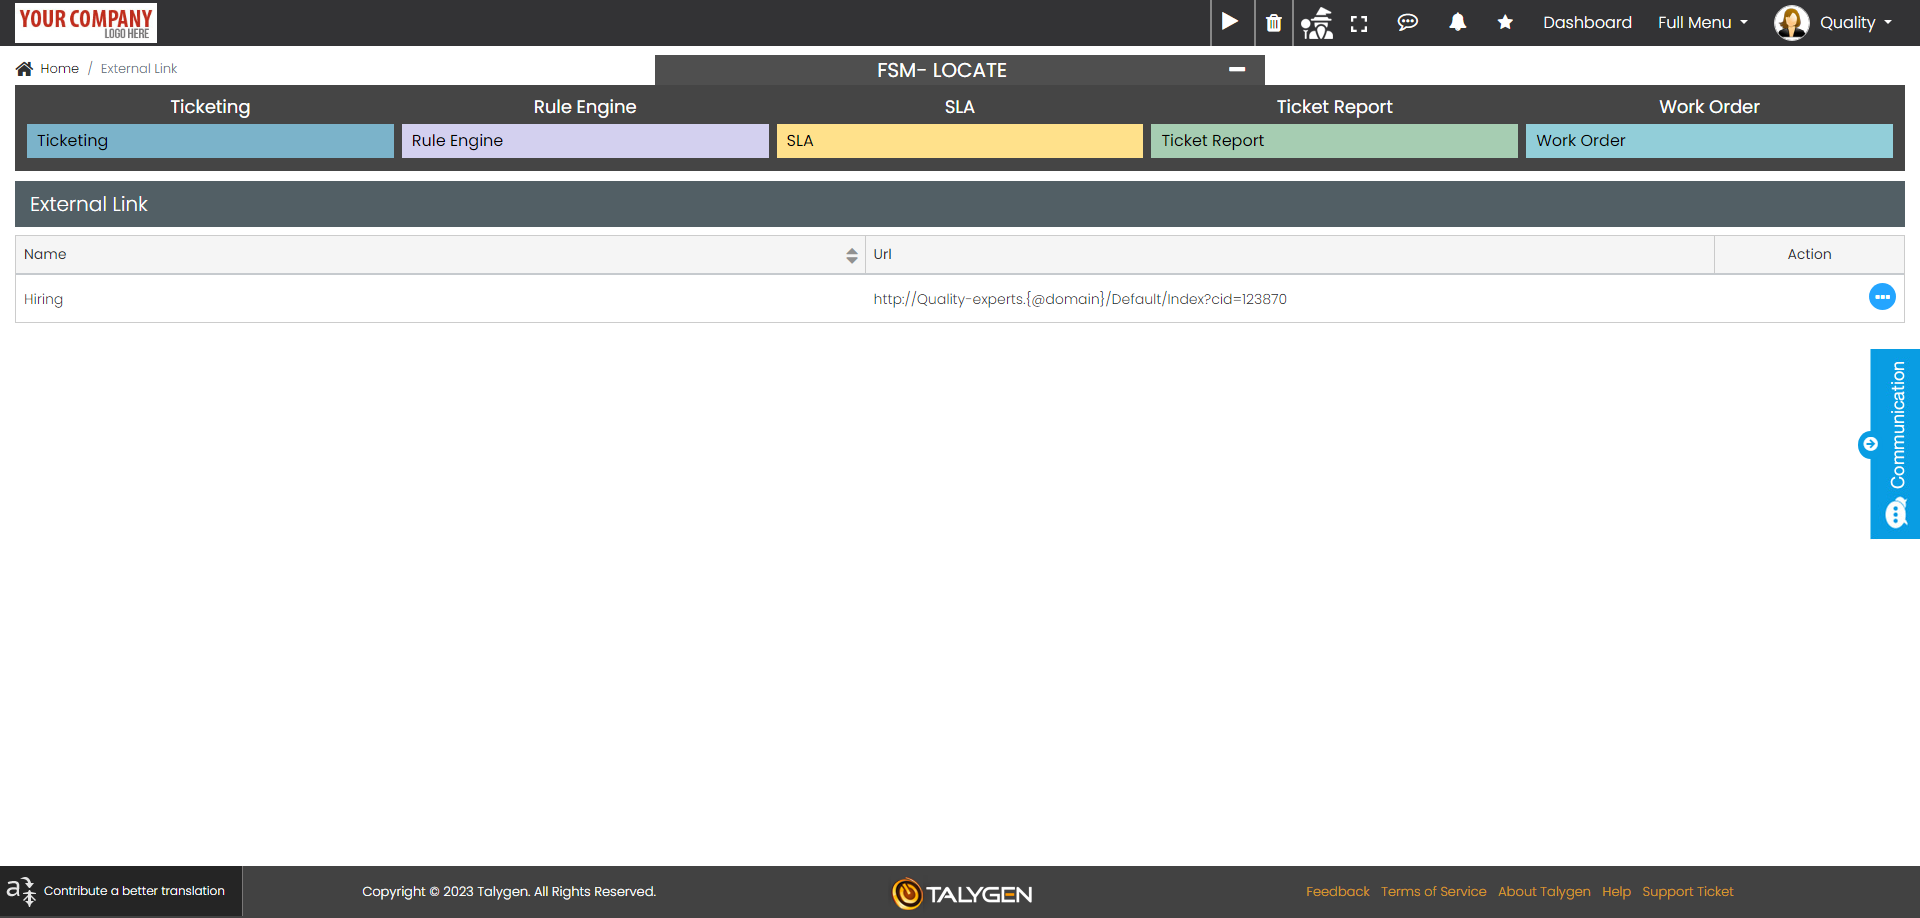 YOUR COMPANY
LOGO HERE
Dashboard
Full Menu
Quality
Home / External Link
FSM- LOCATE
Ticketing
Rule Engine
SLA
Ticket Report
Work Order
Ticketing
Rule Engine
SLA
Ticket Report
Work Order
External Link
Name
Url
Action
Hiring
http://Quality-experts.{@domain}/Default/Index?cid=123870
Communication
Contribute a better translation
Copyright © 2023 Talygen. All Rights Reserved.
TALYGEN
Feedback
Terms of Service
About Talygen
Help
Support Ticket